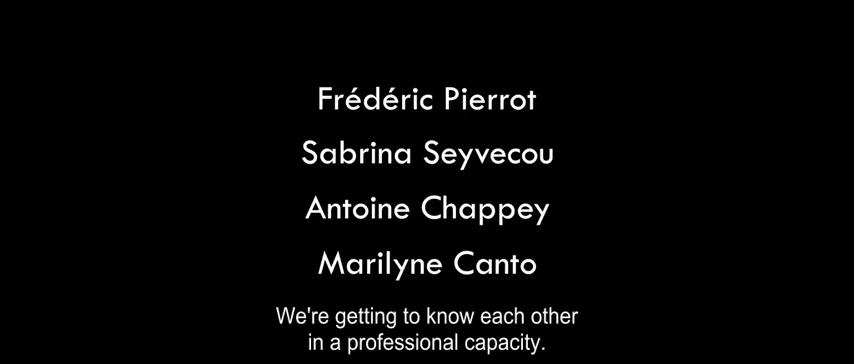 Frédéric Pierrot
Sabrina Seyvecou
Antoine Chappey
Marilyne Canto
We're getting to know each other
in a professional capacity.